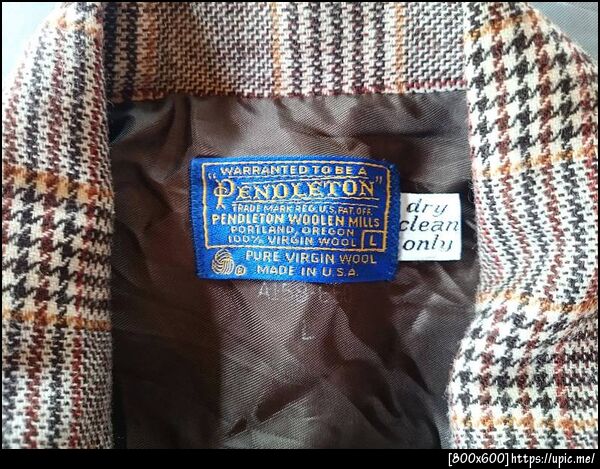 WARRANTED TO BE A
"PENDLETON"
TRADE MARK REG. U.S. PAT. OFF.
PENDLETON WOOLEN MILLS
PORTLAND, OREGON
100% VIRGIN WOOL L
PURE VIRGIN WOOL
MADE IN U.S.A.
dry
clean
only
L
[800x600]https://upic.me/